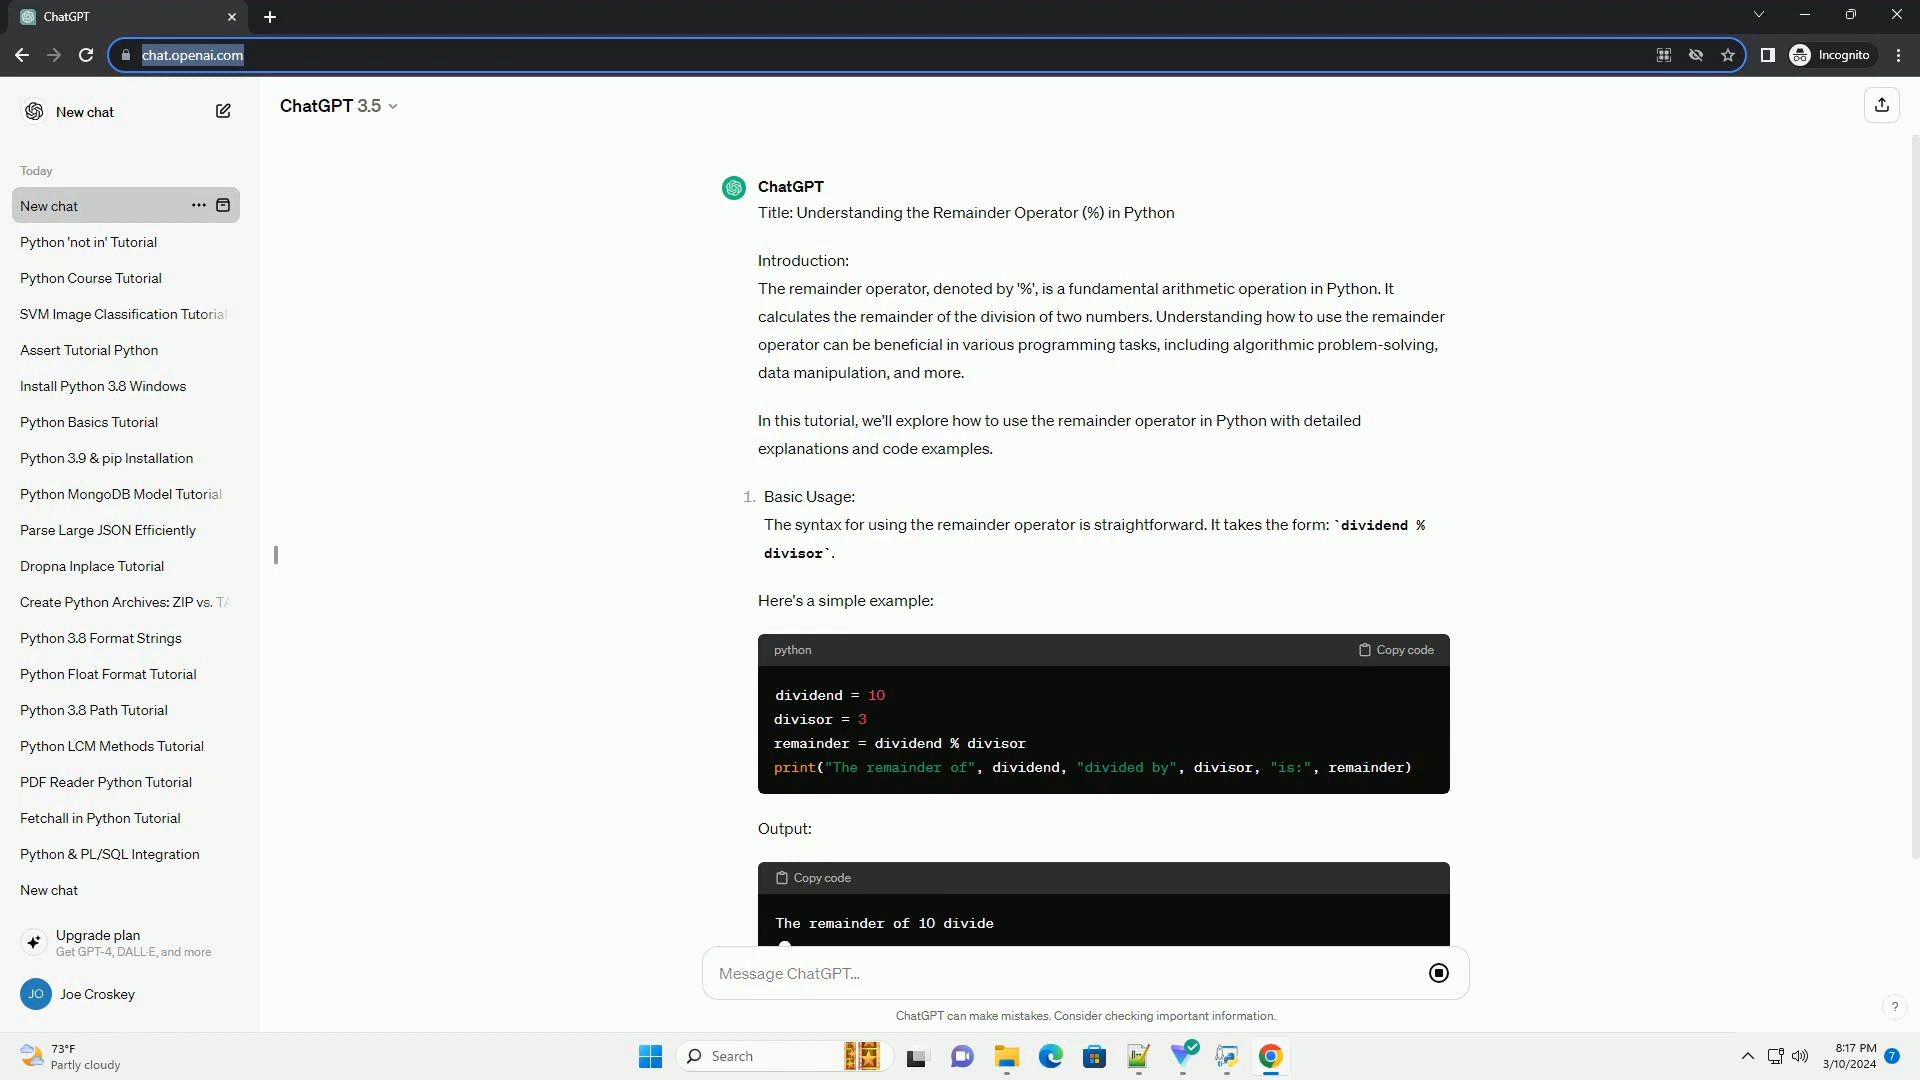 ChatGPT
chat.openai.com
Incognito
New chat
ChatGPT 3.5
Today
New chat
Python 'not in' Tutorial
Python Course Tutorial
SVM Image Classification Tutorial
Assert Tutorial Python
Install Python 3.8 Windows
Python Basics Tutorial
Python 3.9 & pip Installation
Python MongoDB Model Tutorial
Parse Large JSON Efficiently
Dropna Inplace Tutorial
Create Python Archives: ZIP vs. TA
Python 3.8 Format Strings
Python Float Format Tutorial
Python 3.8 Path Tutorial
Python LCM Methods Tutorial
PDF Reader Python Tutorial
Fetchall in Python Tutorial
Python & PL/SQL Integration
New chat
Upgrade plan
Get GPT-4, DALL·E, and more
JO
Joe Croskey
ChatGPT
Title: Understanding the Remainder Operator (%) in Python
Introduction:
The remainder operator, denoted by '%', is a fundamental arithmetic operation in Python. It
calculates the remainder of the division of two numbers. Understanding how to use the remainder
operator can be beneficial in various programming tasks, including algorithmic problem-solving,
data manipulation, and more.
In this tutorial, we'll explore how to use the remainder operator in Python with detailed
explanations and code examples.
1. Basic Usage:
The syntax for using the remainder operator is straightforward. It takes the form: `dividend %
divisor`.
Here's a simple example:
python
Copy code
dividend = 10
divisor = 3
remainder = dividend % divisor
print("The remainder of", dividend, "divided by", divisor, "is:", remainder)
Output:
Copy code
The remainder of 10 divide
Message ChatGPT...
ChatGPT can make mistakes. Consider checking important information.
?
73°F
Partly cloudy
Search
8:17 PM
3/10/2024
7